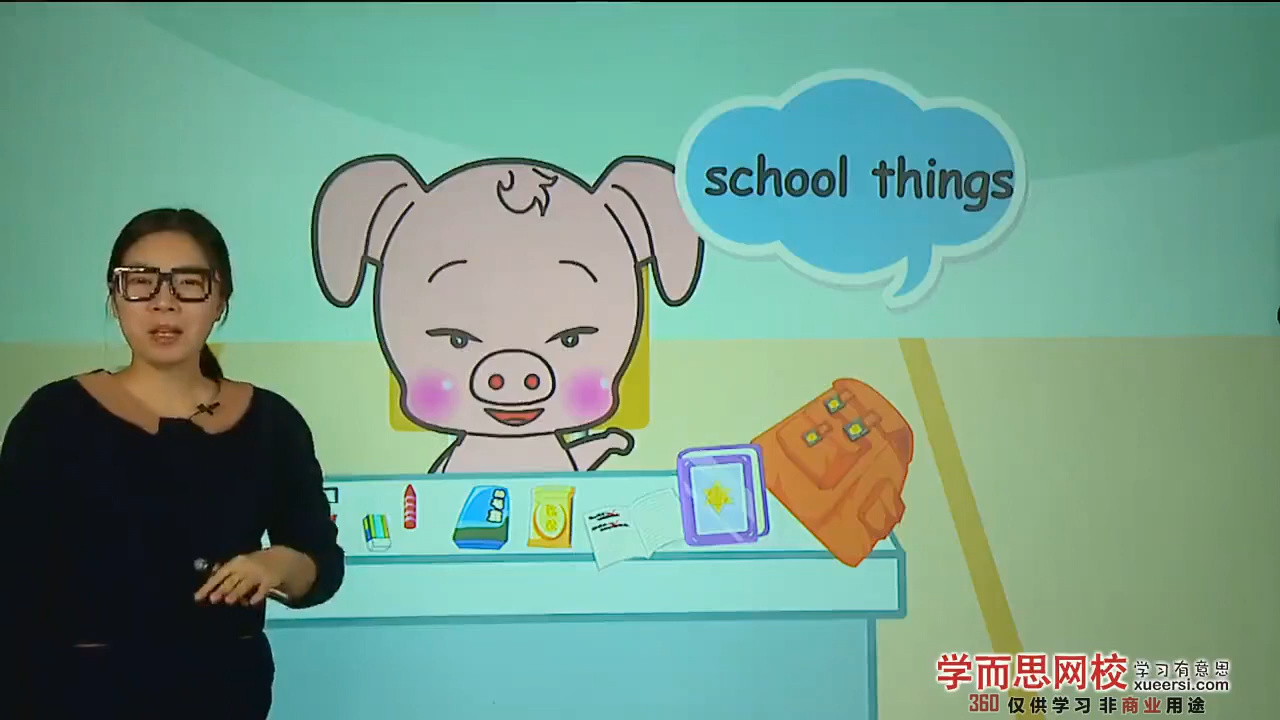 school things
学而思网校 学习有意思
xueersi.com
360 仅供学习 非商业用途